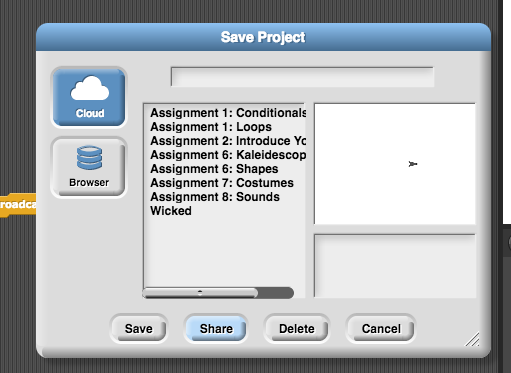 Save Project
Cloud
Browser
Assignment 1: Conditionals
Assignment 1: Loops
Assignment 2: Introduce Yo
Assignment 6: Kaleidescop
Assignment 6: Shapes
Assignment 7: Costumes
Assignment 8: Sounds
Wicked
roadca
Save
Share
Delete
Cancel